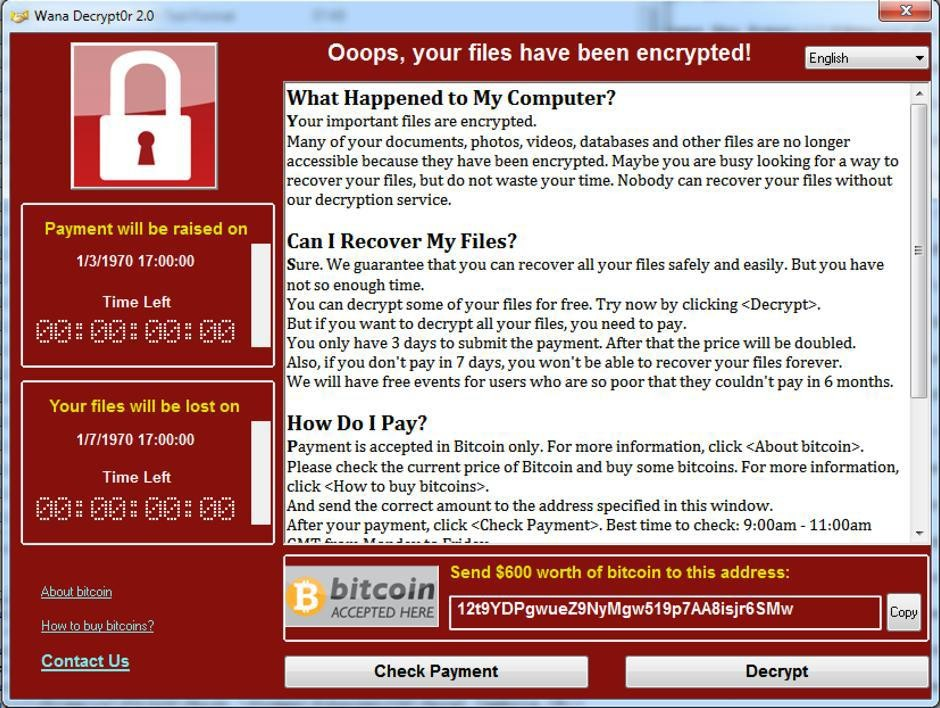 Wana Decrypt0r 2.0
Ooops, your files have been encrypted!
English
What Happened to My Computer?
Your important files are encrypted.
Many of your documents, photos, videos, databases and other files are no longer
accessible because they have been encrypted. Maybe you are busy looking for a way to
recover your files, but do not waste your time. Nobody can recover your files without
our decryption service.
Can I Recover My Files?
Sure. We guarantee that you can recover all your files safely and easily. But you have
not so enough time.
You can decrypt some of your files for free. Try now by clicking <Decrypt>.
But if you want to decrypt all your files, you need to pay.
You only have 3 days to submit the payment. After that the price will be doubled.
Also, if you don't pay in 7 days, you won't be able to recover your files forever.
We will have free events for users who are so poor that they couldn't pay in 6 months.
How Do I Pay?
Payment is accepted in Bitcoin only. For more information, click <About bitcoin>.
Please check the current price of Bitcoin and buy some bitcoins. For more information,
click <How to buy bitcoins>.
And send the correct amount to the address specified in this window.
After your payment, click <Check Payment>. Best time to check: 9:00am - 11:00am
GMT from Monday to Friday
Payment will be raised on
1/3/1970 17:00:00
Time Left
00:00:00:00
Your files will be lost on
1/7/1970 17:00:00
Time Left
00:00:00:00
About bitcoin
How to buy bitcoins?
Contact Us
bitcoin
ACCEPTED HERE
Send $600 worth of bitcoin to this address:
12t9YDPgwueZ9NyMgw519p7AA8isjr6SMw
Copy
Check Payment
Decrypt